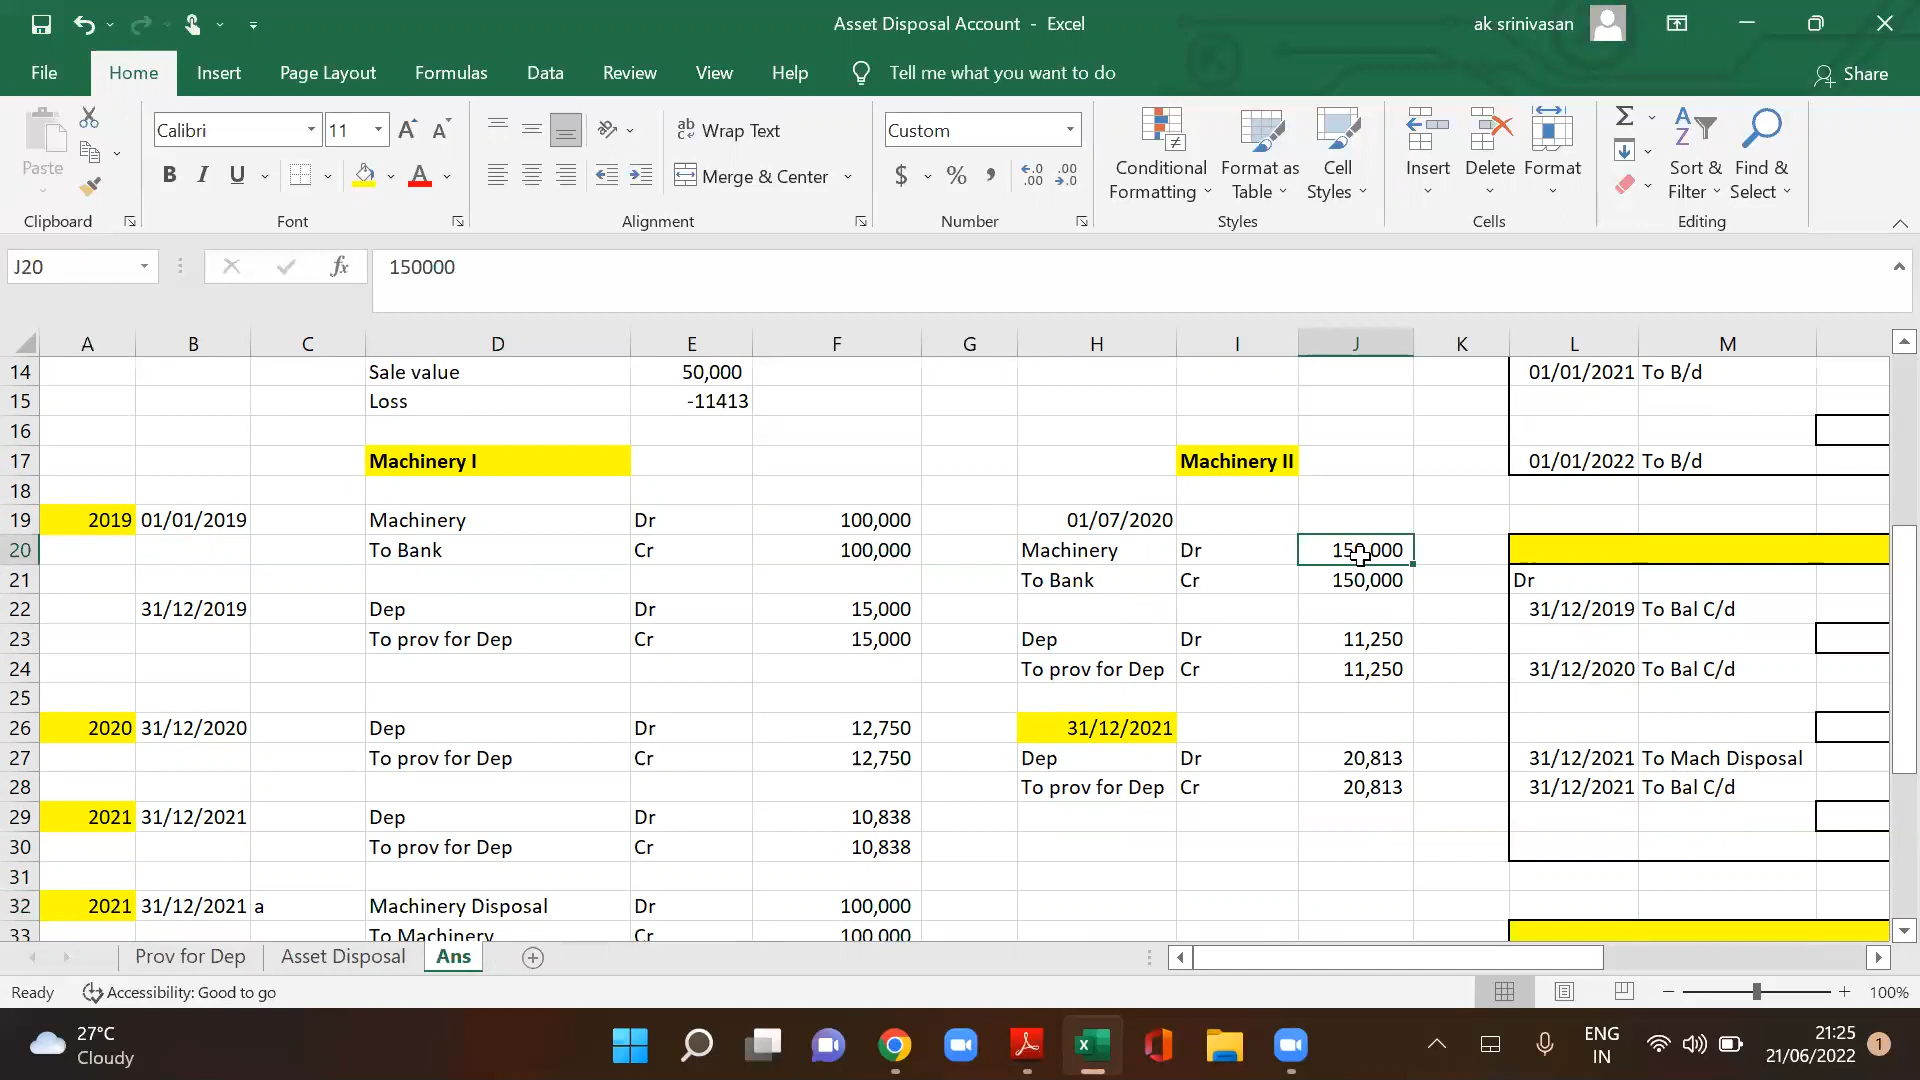 Asset Disposal Account - Excel
ak srinivasan
File Home Insert Page Layout Formulas Data Review View Help Tell me what you want to do Share
Paste
Calibri 11
Wrap Text
Merge & Center
Custom
Conditional Formatting
Format as Table
Cell Styles
Insert Delete Format
Sort & Filter
Find & Select
Clipboard Font Alignment Number Styles Cells Editing
J20 fx 150000
A B C D E F G H I J K L M
14 Sale value 50,000 01/01/2021 To B/d
15 Loss -11413
16
17 Machinery I Machinery II 01/01/2022 To B/d
18
19 2019 01/01/2019 Machinery Dr 100,000 01/07/2020
20 To Bank Cr 100,000 Machinery Dr 150,000
21 To Bank Cr 150,000 Dr
22 31/12/2019 Dep Dr 15,000 31/12/2019 To Bal C/d
23 To prov for Dep Cr 15,000 Dep Dr 11,250
24 To prov for Dep Cr 11,250 31/12/2020 To Bal C/d
25
26 2020 31/12/2020 Dep Dr 12,750 31/12/2021
27 To prov for Dep Cr 12,750 Dep Dr 20,813 31/12/2021 To Mach Disposal
28 To prov for Dep Cr 20,813 31/12/2021 To Bal C/d
29 2021 31/12/2021 Dep Dr 10,838
30 To prov for Dep Cr 10,838
31
32 2021 31/12/2021 a Machinery Disposal Dr 100,000
33 To Machinery Cr 100,000
Prov for Dep Asset Disposal Ans
Ready Accessibility: Good to go 100%
27°C
Cloudy
ENG
IN
21:25
21/06/2022
1